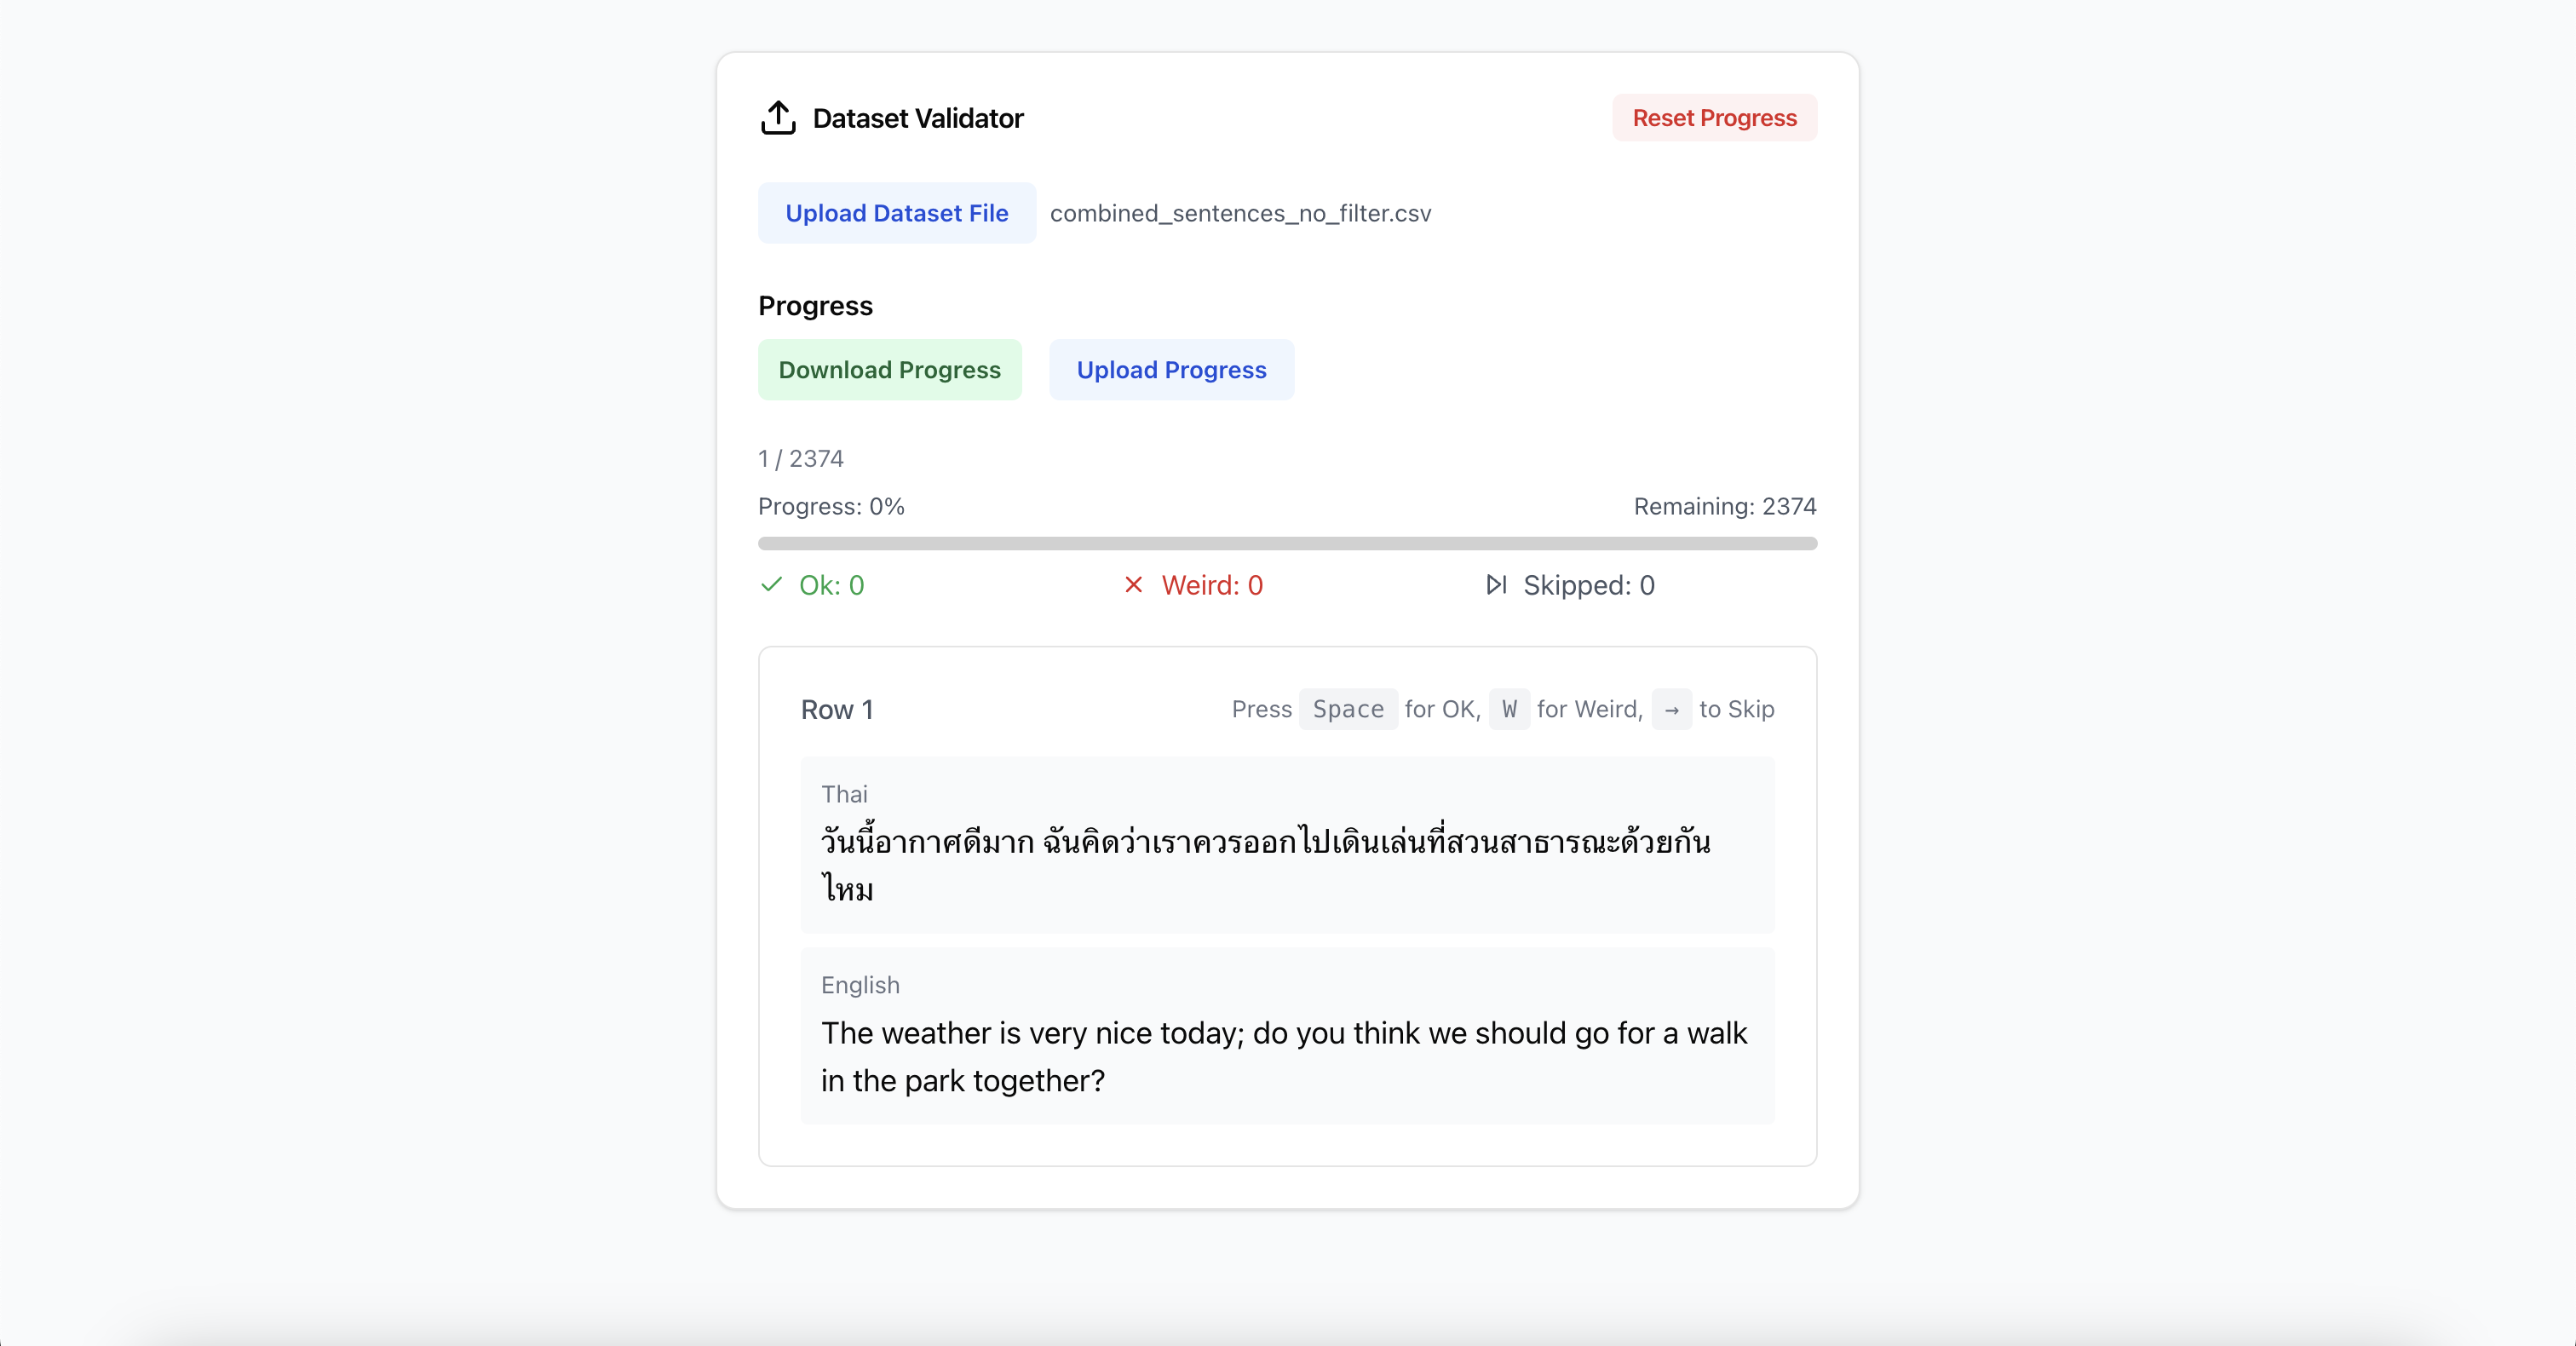 Dataset Validator
Reset Progress
Upload Dataset File combined_sentences_no_filter.csv
Progress
Download Progress Upload Progress
1 / 2374
Progress: 0% Remaining: 2374
Ok: 0 Weird: 0 Skipped: 0
Row 1 Press Space for OK, W for Weird, → to Skip
Thai
วันนี้อากาศดีมาก ฉันคิดว่าเราควรออกไปเดินเล่นที่สวนสาธารณะด้วยกัน
ไหม
English
The weather is very nice today; do you think we should go for a walk
in the park together?